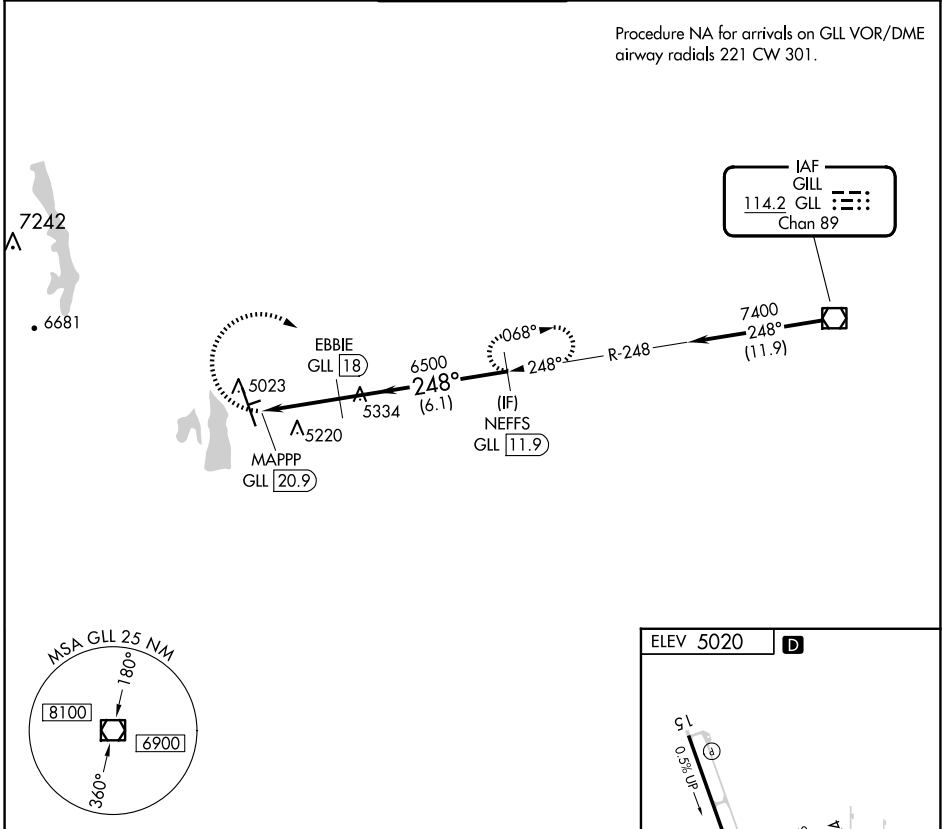 Procedure NA for arrivals on GLL VOR/DME
airway radials 221 CW 301.
IAF
GILL
114.2 GLL
Chan 89
7242
6681
7400
248°
(11.9)
R-248
068°
248°
EBBIE
GLL 18
6500
248°
(6.1)
5023
5334
5220
(IF)
NEFFS
GLL 11.9
MAPPP
GLL 20.9
MSA GLL 25 NM
180°
8100
6900
360°
ELEV 5020
D
15
P
0.5% UP
A